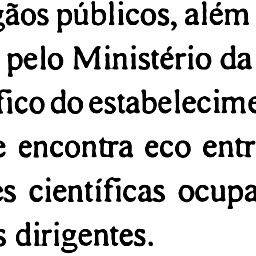 gãos públicos, além
pelo Ministério da
fico do estabelecime
e encontra eco entr
es científicas ocupa
s dirigentes.